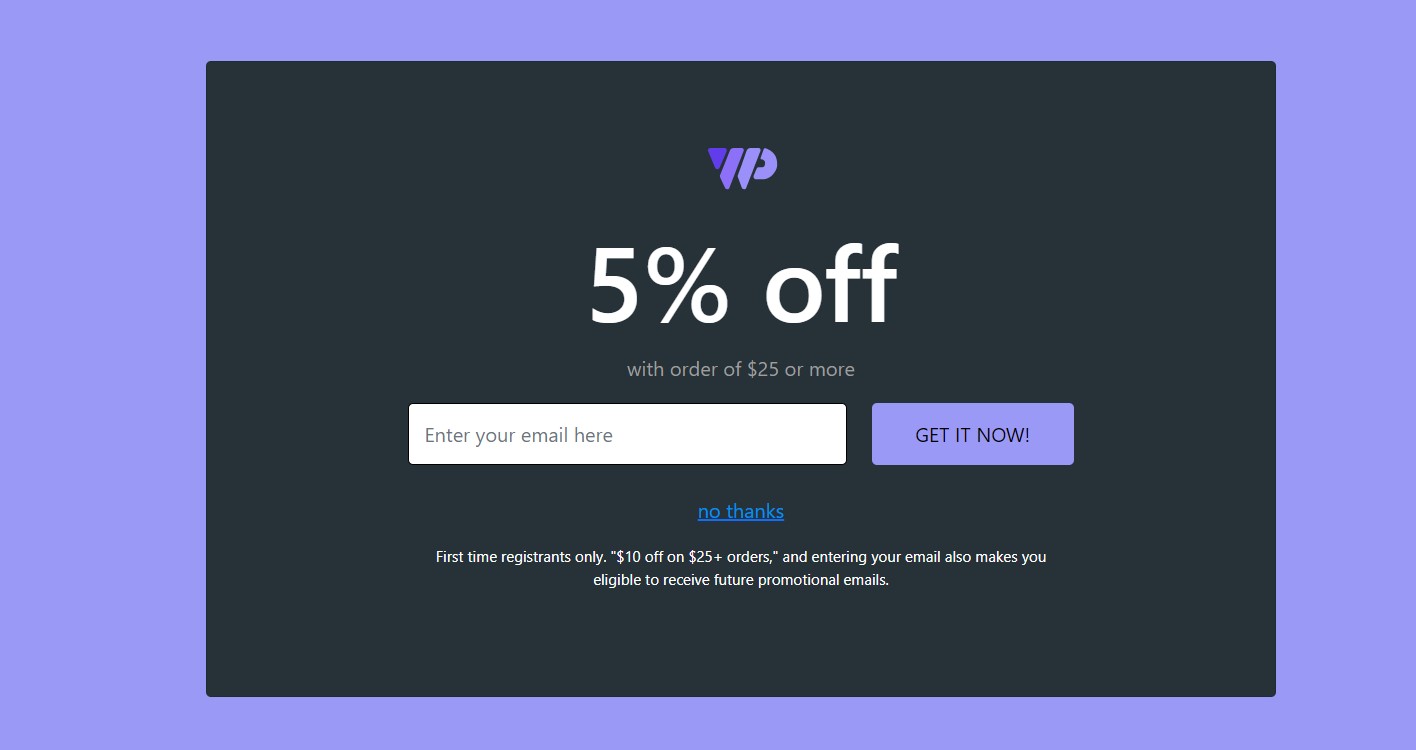 WP
5% off
with order of $25 or more
Enter your email here
GET IT NOW!
no thanks
First time registrants only. "$10 off on $25+ orders," and entering your email also makes you
eligible to receive future promotional emails.